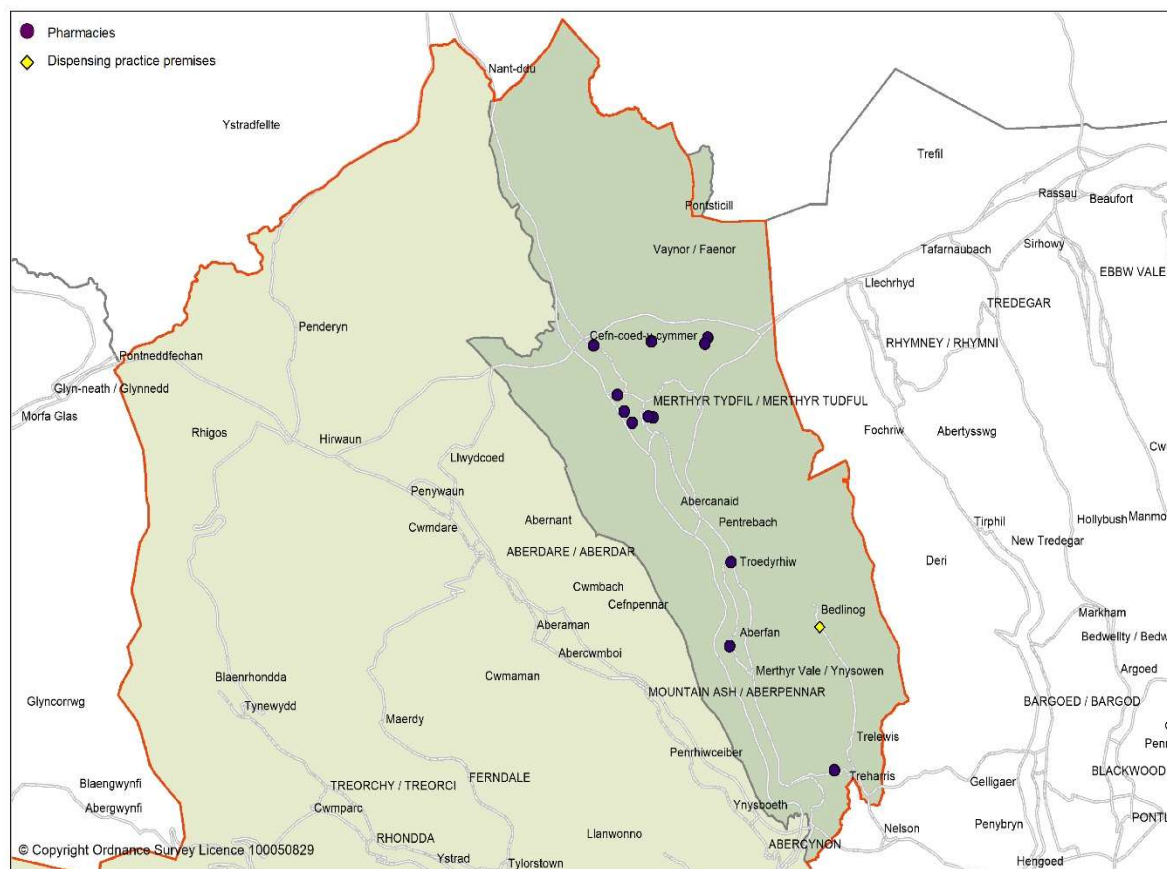 Pharmacies
Dispensing practice premises
Nant-ddu
Ystradfellte
Trefil
Rassau
Beaufort
Pontsticill
Vaynor / Faenor
Tafarnaubach
Sirhowy
EBBW VALE
Llechrhyd
TREDEGAR
Penderyn
Cefn-coed-y-cymmer
RHYMNEY / RHYMNI
Pontneddfechan
Glyn-neath / Glynnedd
Morfa Glas
MERTHYR TYDFIL / MERTHYR TUDFUL
Rhigos
Hirwaun
Fochriw
Abertysswg
Cw
Llwydcoed
Penywaun
Abercanaid
Cwmdare
Abernant
Pentrebach
Tirphil
Hollybush
Manmo
New Tredegar
ABERDARE / ABERDAR
Troedyrhiw
Deri
Cwmbach
Cefnpennar
Bedlinog
Markham
Aberaman
Aberfan
Bedwellty / Bedw
Abercwmboi
Argoed
Blaenrhondda
Cwmaman
Merthyr Vale / Ynysowen
Glyncorrwg
Tynewydd
MOUNTAIN ASH / ABERPENNAR
BARGOED / BARGOD
Maerdy
Trelewis
Penrhiwceiber
Penr
BLACKWOOD
Blaengwynfi
TREORCHY / TREORCI
FERNDALE
Treharris
Gelligaer
Abergwynfi
Cwmparc
Ynysboeth
Penybryn
PONTL
RHONDDA
Llanwonno
Nelson
ABERCYNON
© Copyright Ordnance Survey Licence 100050829
Ystrad
Tylorstown
Hengoed